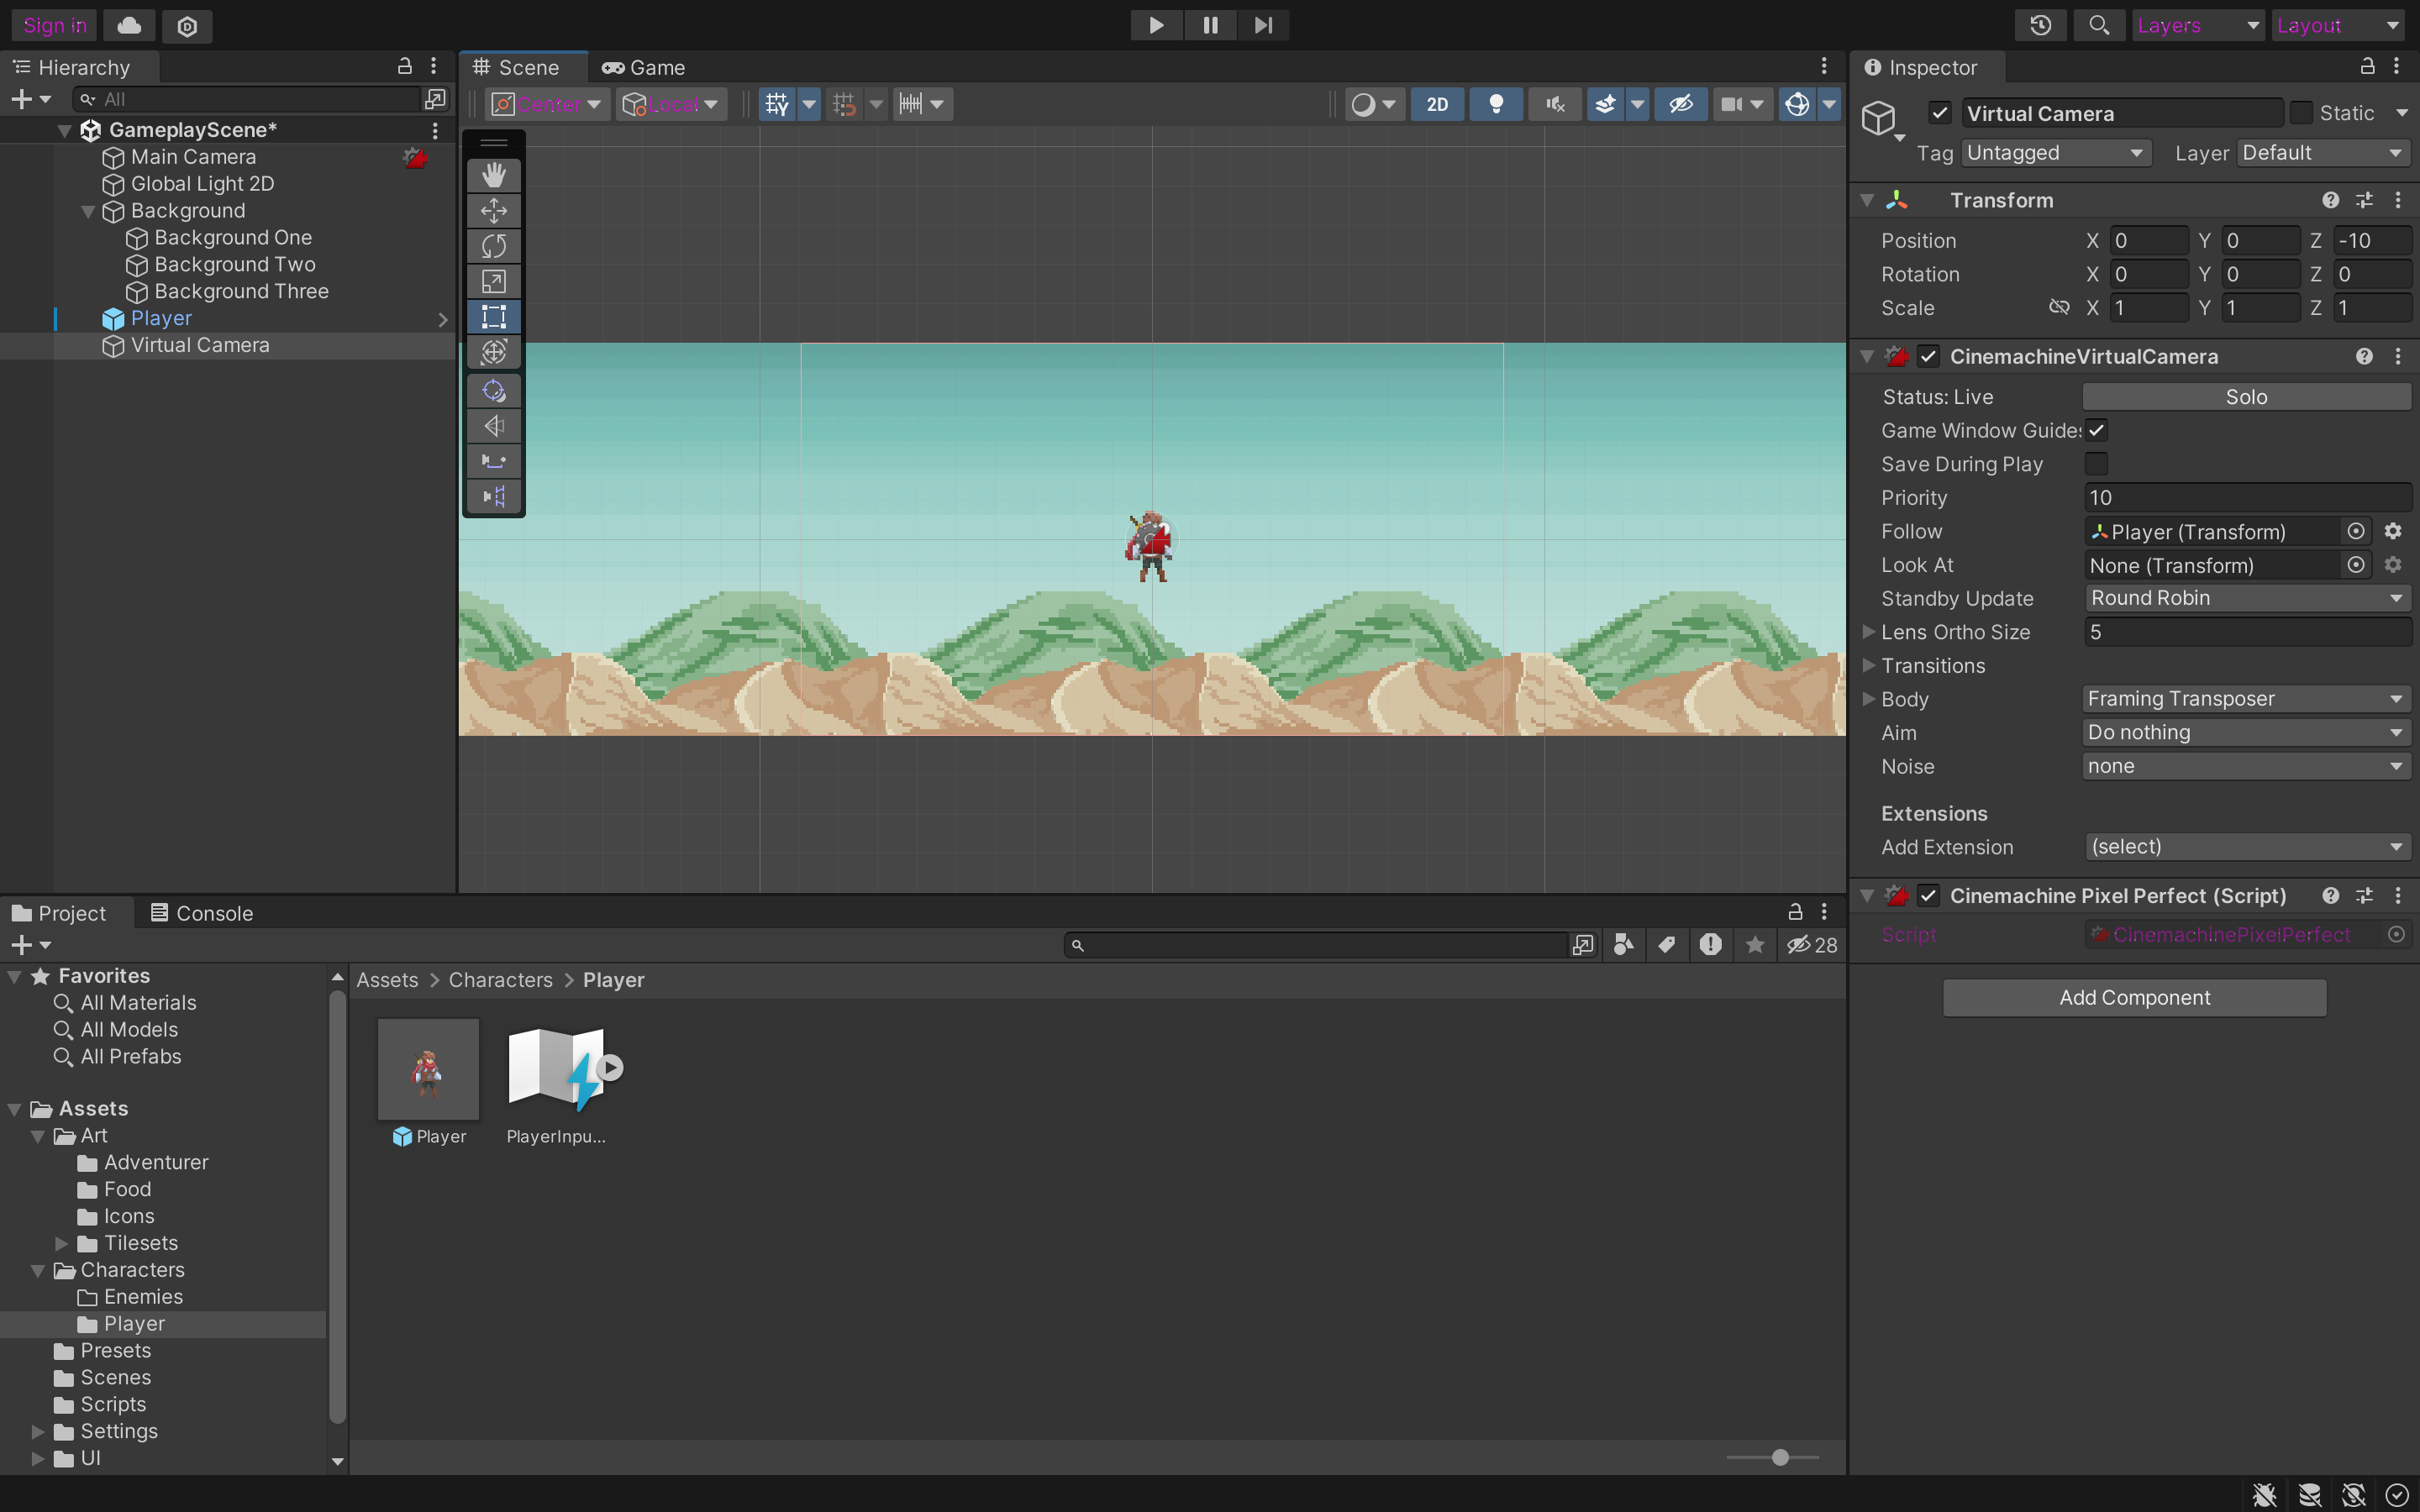 Sign in
Layers
Layout
Hierarchy
All
GameplayScene*
Main Camera
Global Light 2D
Background
Background One
Background Two
Background Three
Player
Virtual Camera
Scene
Game
Center
Local
2D
Inspector
Virtual Camera
Static
Tag Untagged
Layer Default
Transform
Position X 0 Y 0 Z -10
Rotation X 0 Y 0 Z 0
Scale X 1 Y 1 Z 1
CinemachineVirtualCamera
Status: Live Solo
Game Window Guides
Save During Play
Priority 10
Follow Player (Transform)
Look At None (Transform)
Standby Update Round Robin
Lens Ortho Size 5
Transitions
Body Framing Transposer
Aim Do nothing
Noise none
Extensions
Add Extension (select)
Cinemachine Pixel Perfect (Script)
Script CinemachinePixelPerfect
Add Component
Project
Console
28
Favorites
All Materials
All Models
All Prefabs
Assets
Art
Adventurer
Food
Icons
Tilesets
Characters
Enemies
Player
Presets
Scenes
Scripts
Settings
UI
Assets > Characters > Player
Player
PlayerInpu...